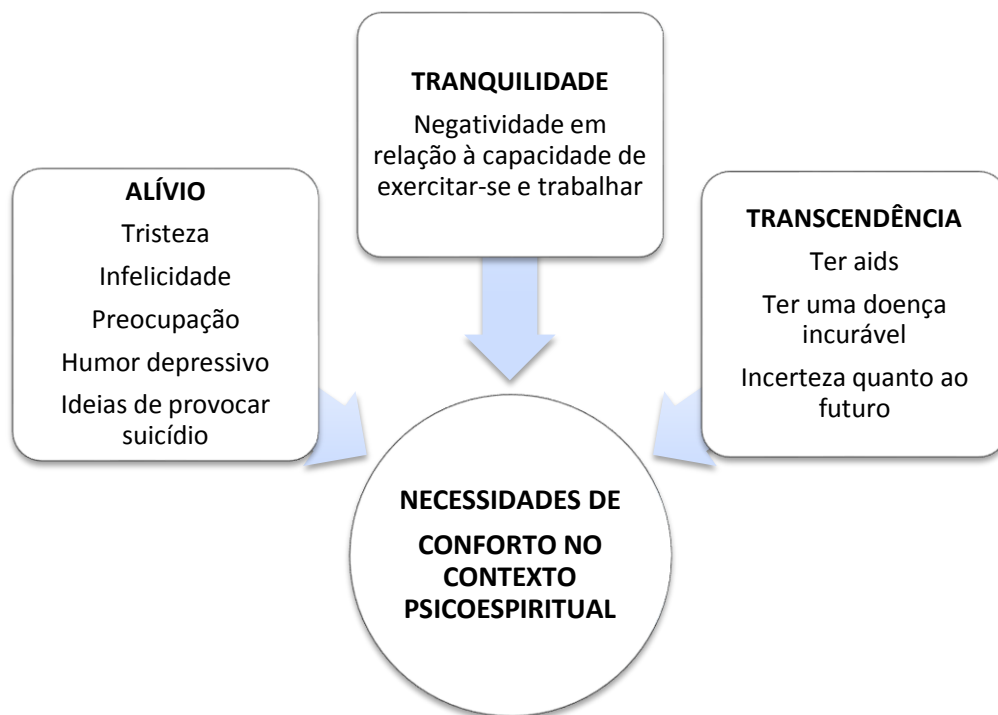 TRANQUILIDADE
Negatividade em
relação à capacidade de
exercitar-se e trabalhar
ALÍVIO
Tristeza
Infelicidade
Preocupação
Humor depressivo
Ideias de provocar
suicídio
TRANSCENDÊNCIA
Ter aids
Ter uma doença
incurável
Incerteza quanto ao
futuro
NECESSIDADES DE
CONFORTO NO
CONTEXTO
PSICOESPIRITUAL